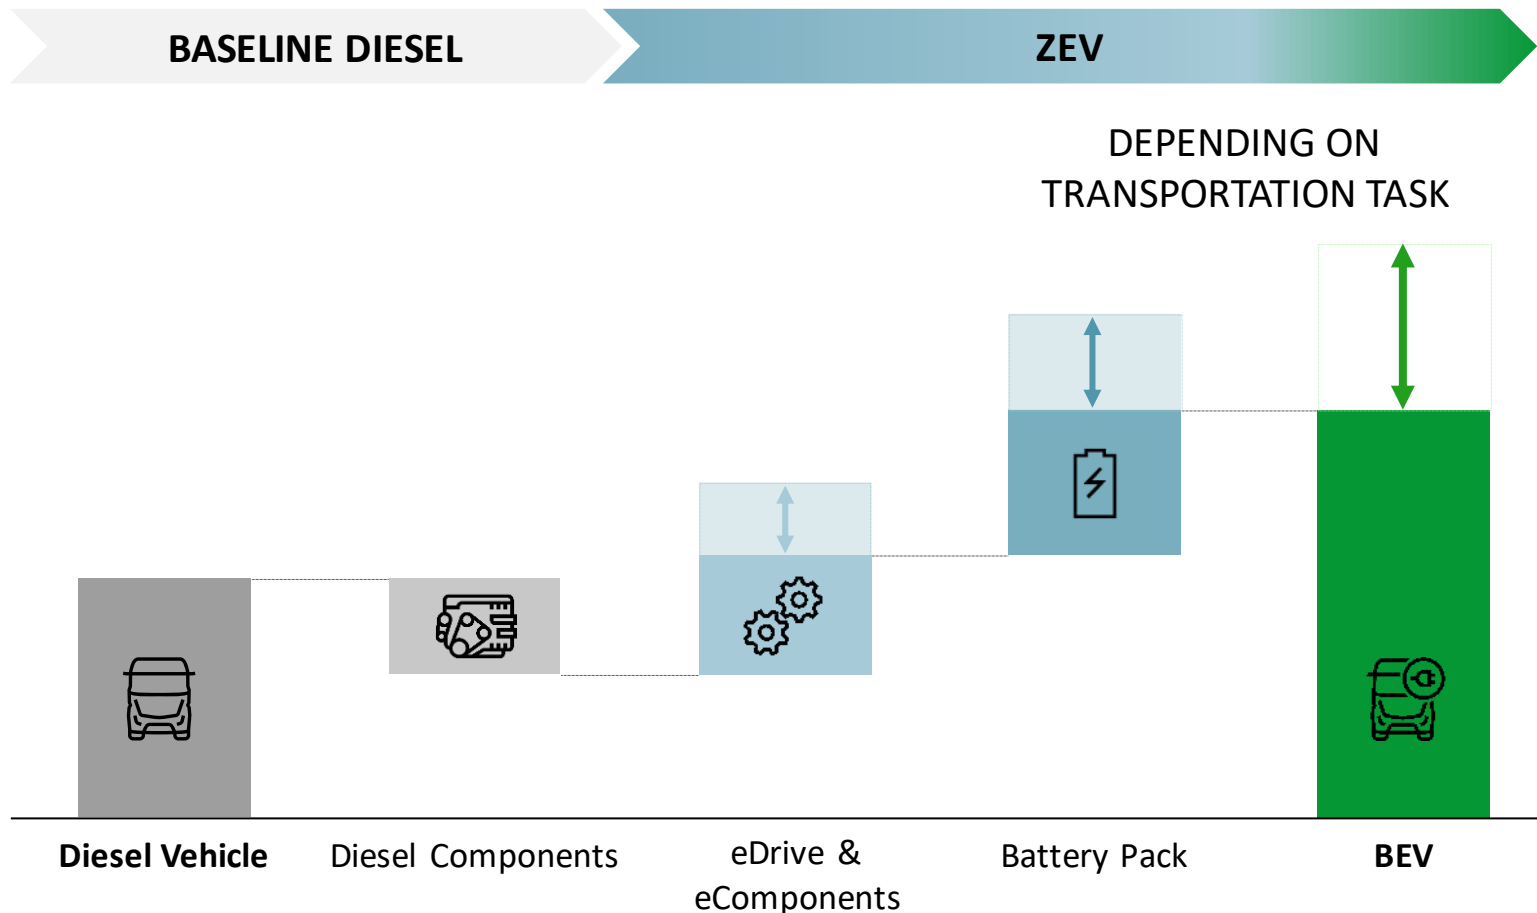 BASELINE DIESEL
ZEV
DEPENDING ON
TRANSPORTATION TASK
Diesel Vehicle
Diesel Components
eDrive &
eComponents
Battery Pack
BEV